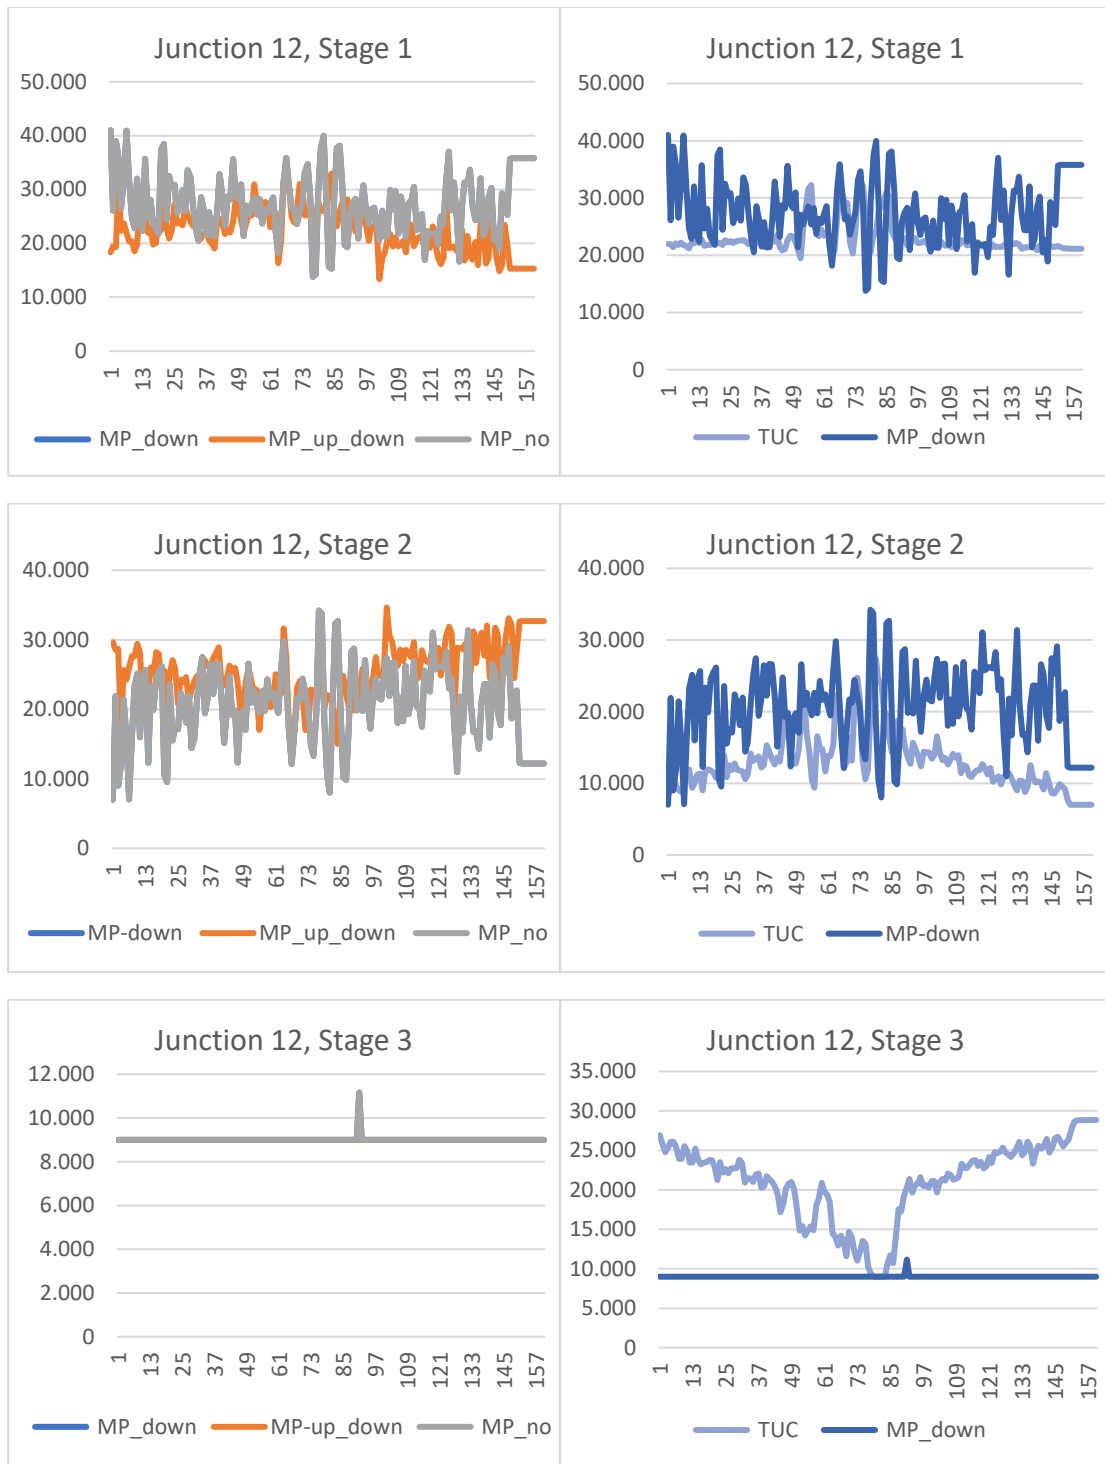 Junction 12, Stage 1
50.000
40.000
30.000
20.000
10.000
0
1 13 25 37 49 61 73 85 97 109 121 133 145 157
MP_down MP_up_down MP_no
Junction 12, Stage 1
50.000
40.000
30.000
20.000
10.000
0
1 13 25 37 49 61 73 85 97 109 121 133 145 157
TUC MP_down
Junction 12, Stage 2
40.000
30.000
20.000
10.000
0
1 13 25 37 49 61 73 85 97 109 121 133 145 157
MP-down MP_up_down MP_no
Junction 12, Stage 2
40.000
30.000
20.000
10.000
0
1 13 25 37 49 61 73 85 97 109 121 133 145 157
TUC MP-down
Junction 12, Stage 3
12.000
10.000
8.000
6.000
4.000
2.000
0
1 13 25 37 49 61 73 85 97 109 121 133 145 157
MP_down MP-up_down MP_no
Junction 12, Stage 3
35.000
30.000
25.000
20.000
15.000
10.000
5.000
0
1 13 25 37 49 61 73 85 97 109 121 133 145 157
TUC MP_down